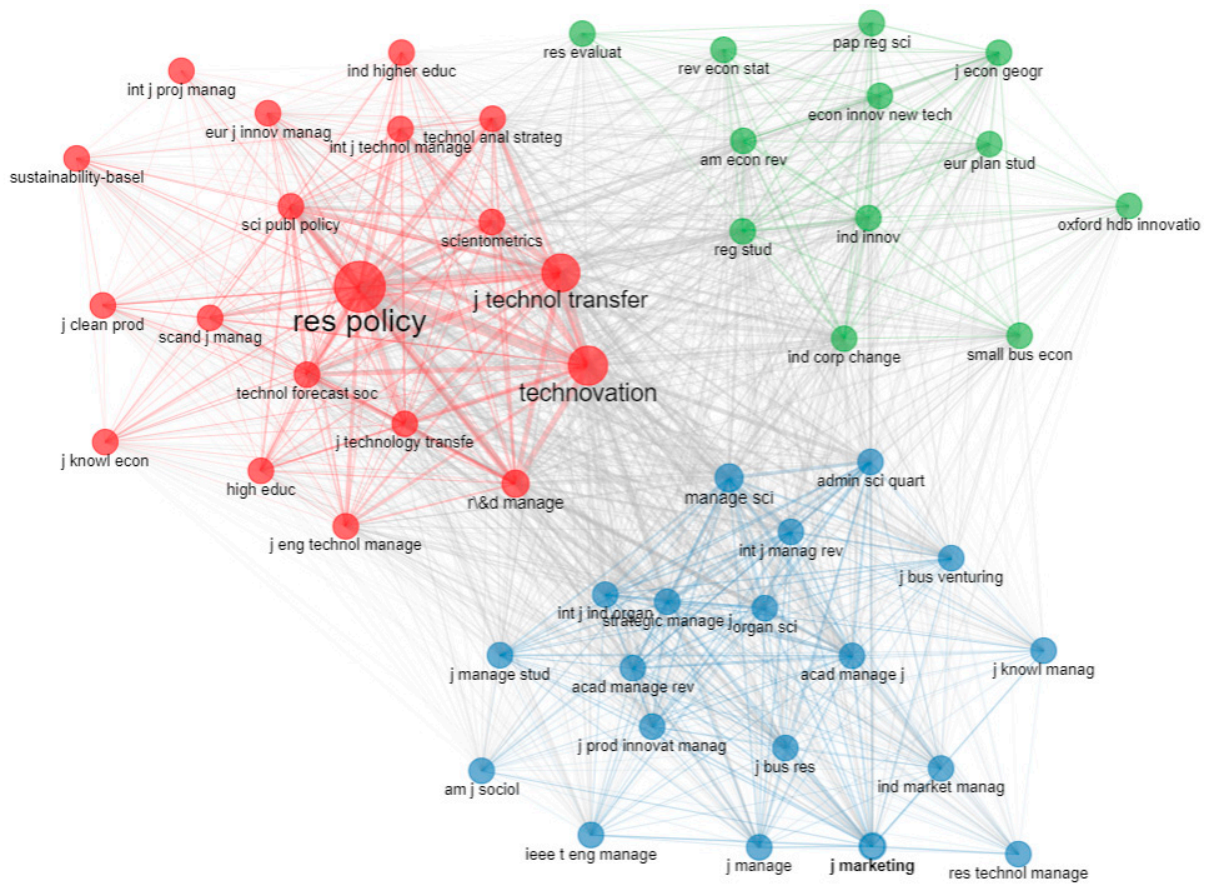 res evaluat
pap reg sci
rev econ stat
j econ geogr
ind higher educ
int j proj manag
econ innov new tech
eur j innov manag
int j technol manage
technol anal strateg
am econ rev
eur plan stud
sustainability-basel
sci publ policy
scientometrics
reg stud
ind innov
oxford hdb innovatio
j technol transfer
res policy
j clean prod
scand j manag
ind corp change
small bus econ
technol forecast soc
technovation
j technology transfe
j knowl econ
high educ
r\&d manage
manage sci
admin sci quart
j eng technol manage
int j manag rev
j bus venturing
int j ind organ
strategic manage j
organ sci
j manage stud
acad manage rev
acad manage j
j knowl manag
j prod innovat manag
j bus res
am j sociol
ind market manag
ieee t eng manage
j manage
j marketing
res technol manage